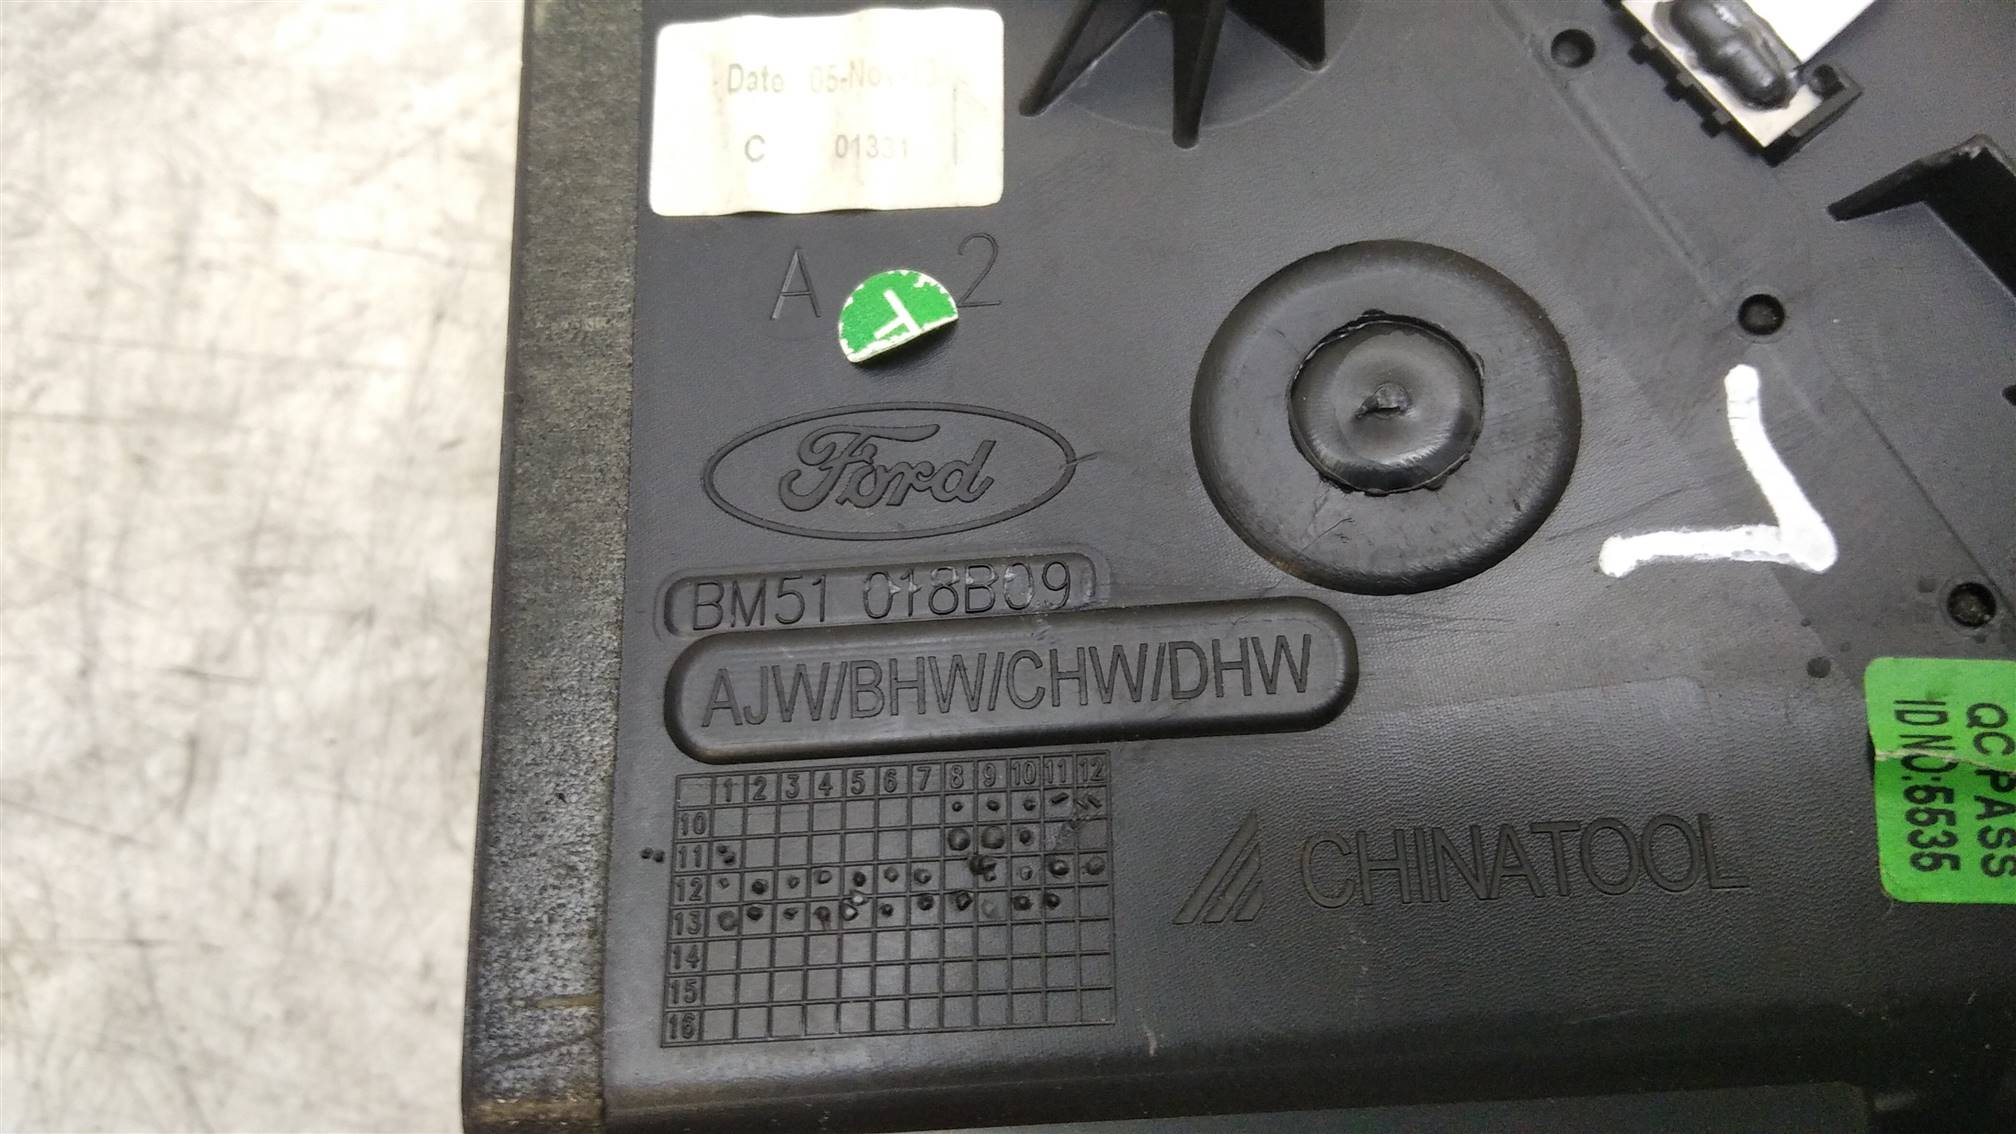 Date 05-Nov-13
C 01331
A 2
Ford
BM51 018B09
AJW/BHW/CHW/DHW
1 2 3 4 5 6 7 8 9 10 11 12
10
11
12
13
14
15
16
CHINATOOL
QC PASS
ID NO.5535